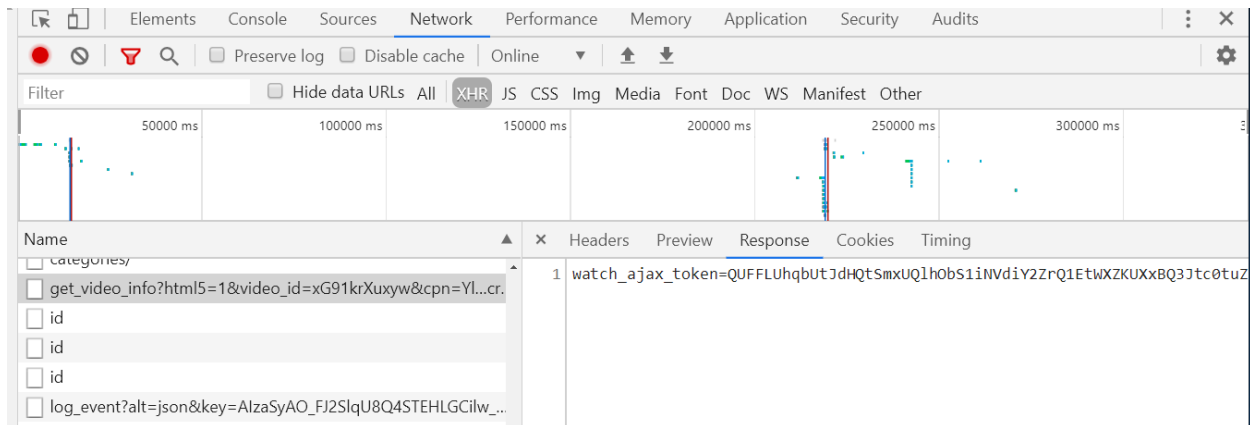 Elements Console Sources Network Performance Memory Application Security Audits
Preserve log Disable cache Online
Filter Hide data URLs All XHR JS CSS Img Media Font Doc WS Manifest Other
50000 ms 100000 ms 150000 ms 200000 ms 250000 ms 300000 ms
Name Headers Preview Response Cookies Timing
categories/
1 watch_ajax_token=QUFFLUhqbUtJdHQtSmxUQlhObS1iNVdiY2ZrQ1EtWXZKUXxBQ3Jtc0tuZ
get_video_info?html5=1&video_id=xG91krXuxyw&cpn=Yl...cr.
id
id
id
log_event?alt=json&key=AIzaSyAO_FJ2SlqU8Q4STEHLGCilw_...